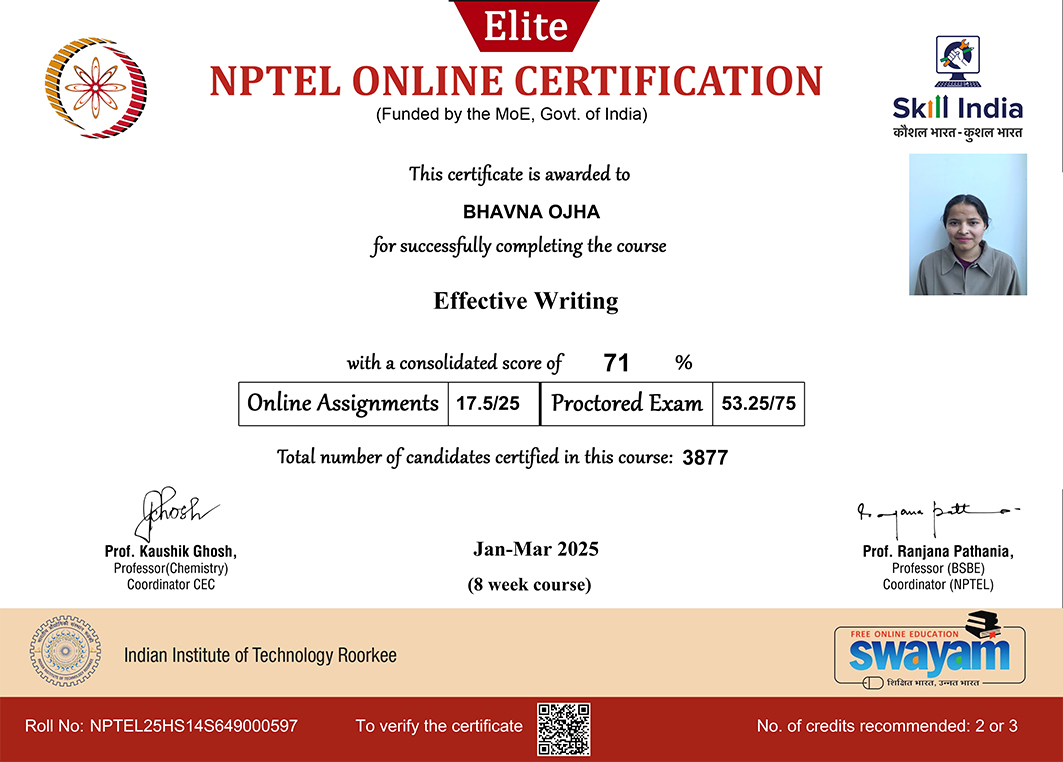 Elite
NPTEL ONLINE CERTIFICATION
(Funded by the MoE, Govt. of India)
Skill India
कौशल भारत - कुशल भारत
This certificate is awarded to
BHAVNA OJHA
for successfully completing the course
Effective Writing
with a consolidated score of 71 %
Online Assignments 17.5/25 Proctored Exam 53.25/75
Total number of candidates certified in this course: 3877
Ghosh
Prof. Kaushik Ghosh,
Professor(Chemistry)
Coordinator CEC
Jan-Mar 2025
(8 week course)
Prof. Ranjana Pathania,
Professor (BSBE)
Coordinator (NPTEL)
Indian Institute of Technology Roorkee
FREE ONLINE EDUCATION
swayam
शिक्षित भारत, उन्नत भारत
Roll No: NPTEL25HS14S649000597
To verify the certificate
No. of credits recommended: 2 or 3